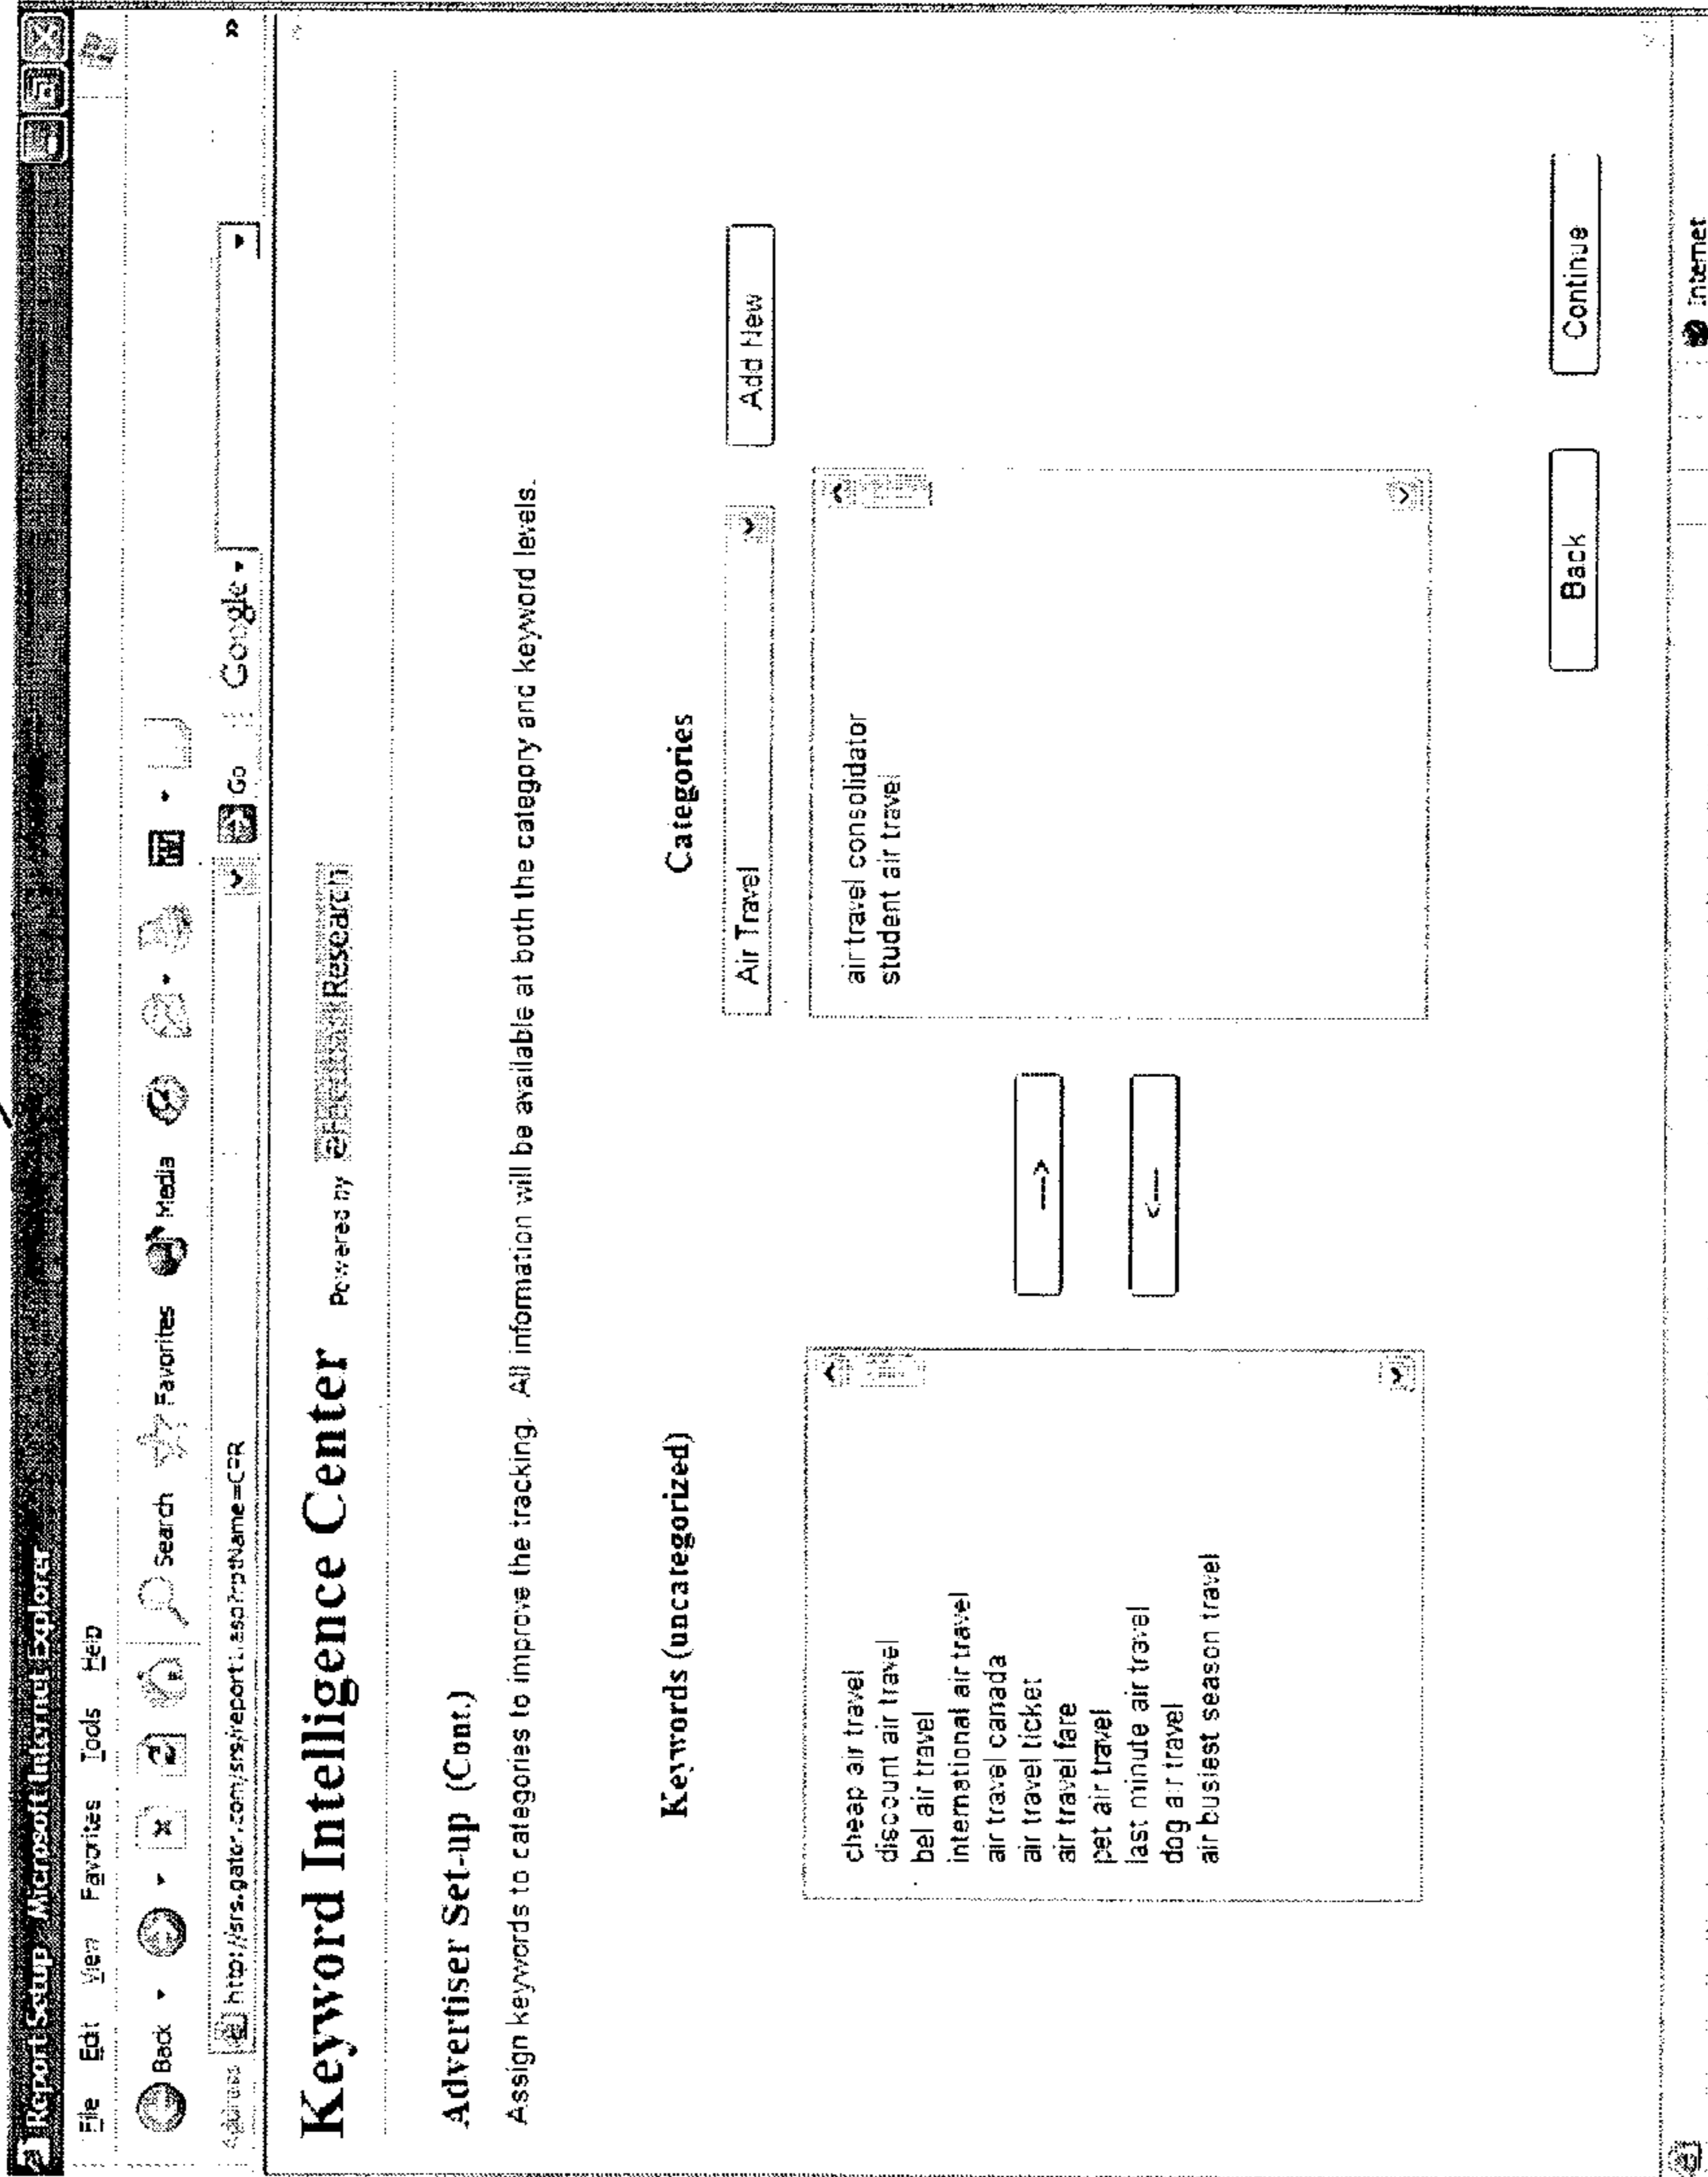 Report Setup - Microsoft Internet Explorer
File Edit View Favorites Tools Help
Back Search Favorites Media
Address http://srs.gator.com/srs/report1.asp?rptName=CPR Go Google
Keyword Intelligence Center Powered by Research
Advertiser Set-up (Cont.)
Assign keywords to categories to improve the tracking. All information will be available at both the category and keyword levels.
Keywords (uncategorized) Categories
Air Travel Add New
cheap air travel
discount air travel
bel air travel
international air travel
air travel canada
air travel ticket
air travel fare
pet air travel
last minute air travel
dog air travel
air busiest season travel
--->
<---
air travel consolidator
student air travel
Back Continue
Internet